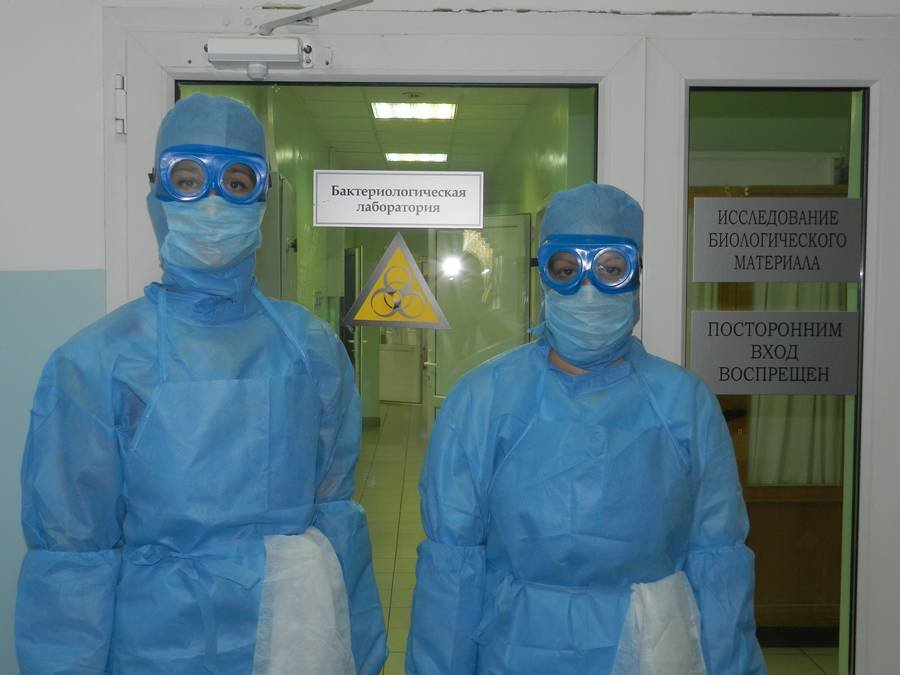 Бактериологическая
лаборатория
ИССЛЕДОВАНИЕ
БИОЛОГИЧЕСКОГО
МАТЕРИАЛА
ПОСТОРОННИМ
ВХОД
ВОСПРЕЩЕН